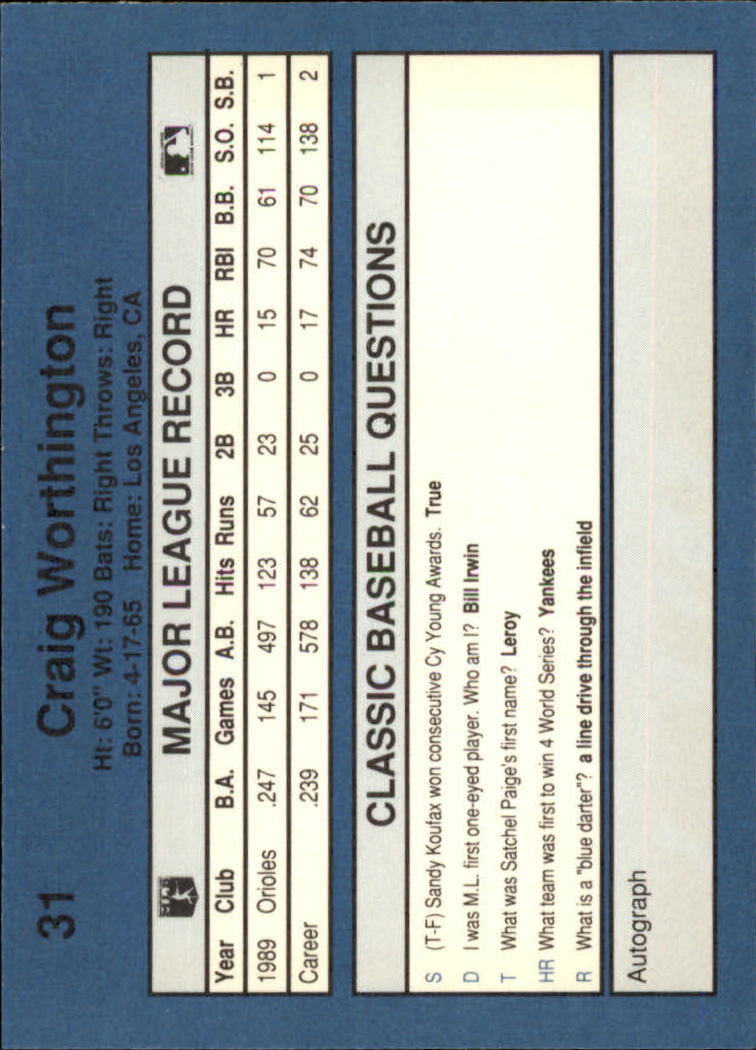 31 Craig Worthington
Ht: 6'0" Wt: 190 Bats: Right Throws: Right
Born: 4-17-65 Home: Los Angeles, CA
MAJOR LEAGUE RECORD
Year Club B.A. Games A.B. Hits Runs 2B 3B HR RBI B.B. S.O. S.B.
1989 Orioles .247 145 497 123 57 23 0 15 70 61 114 1
Career .239 171 578 138 62 25 0 17 74 70 138 2
CLASSIC BASEBALL QUESTIONS
S (T-F) Sandy Koufax won consecutive Cy Young Awards. True
D I was M.L. first one-eyed player. Who am I? Bill Irwin
T What was Satchel Paige's first name? Leroy
HR What team was first to win 4 World Series? Yankees
R What is a "blue darter"? a line drive through the infield
Autograph